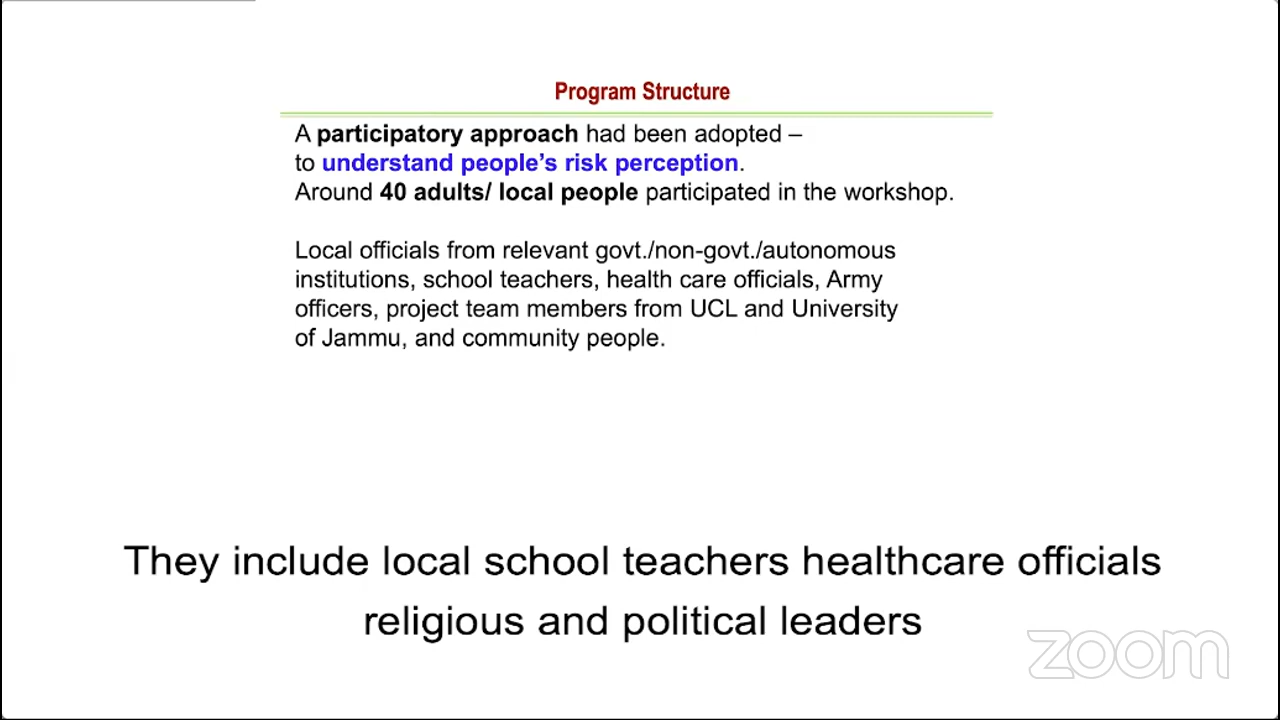 Program Structure
A participatory approach had been adopted –
to understand people's risk perception.
Around 40 adults/ local people participated in the workshop.
Local officials from relevant govt./non-govt./autonomous
institutions, school teachers, health care officials, Army
officers, project team members from UCL and University
of Jammu, and community people.
They include local school teachers healthcare officials
religious and political leaders
zoom